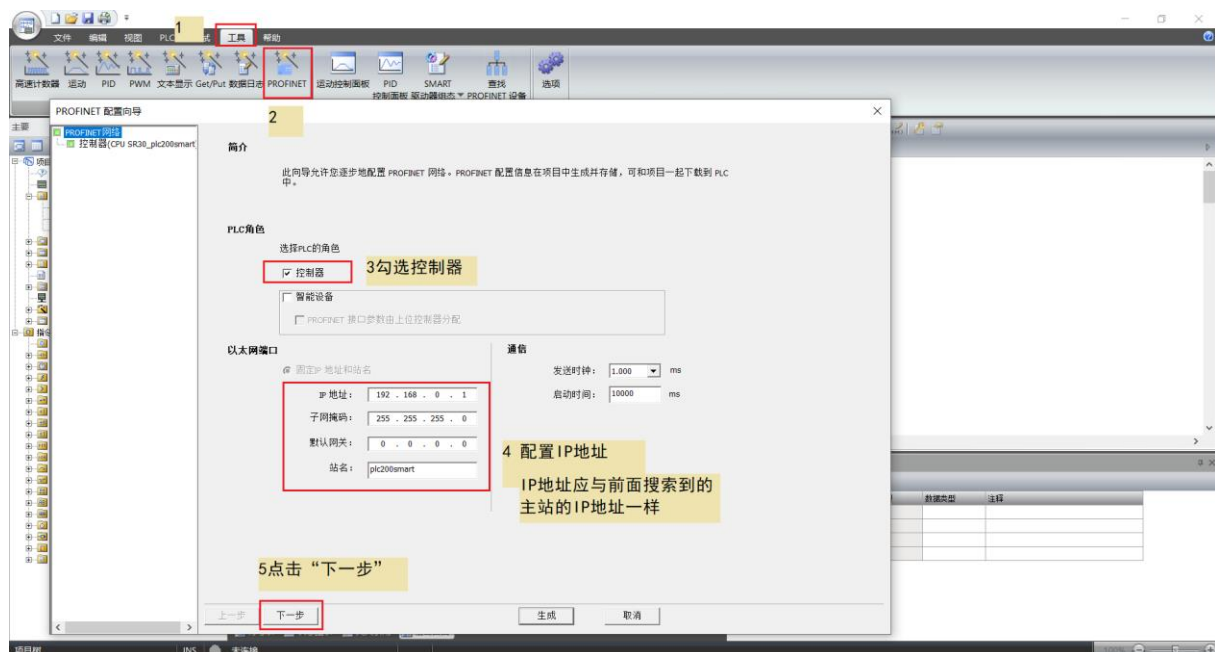 1
文件 编辑 视图 PLC 试 工具 帮助
高速计数器 运动 PID PWM 文本显示 Get/Put 数据日志 PROFINET 运动控制面板 PID SMART 查找 选项
控制面板 驱动器组态 PROFINET 设备
PROFINET 配置向导
2
主要
PROFINET网络
控制器(CPU SR30_plc200smart
简介
此向导允许您逐步地配置 PROFINET 网络。PROFINET 配置信息在项目中生成并存储，可和项目一起下载到 PLC
中。
PLC角色
选择PLC的角色
控制器
3勾选控制器
智能设备
PROFINET 接口参数由上位控制器分配
以太网端口
通信
固定IP 地址和站名
发送时钟： 1.000 ms
IP 地址： 192 . 168 . 0 . 1
启动时间： 10000 ms
子网掩码： 255 . 255 . 255 . 0
默认网关： 0 . 0 . 0 . 0
站名： plc200smart
4 配置IP地址
IP地址应与前面搜索到的
主站的IP地址一样
数据类型 注释
5点击“下一步”
上一步 下一步 生成 取消
项目树 INS 未连接 100%